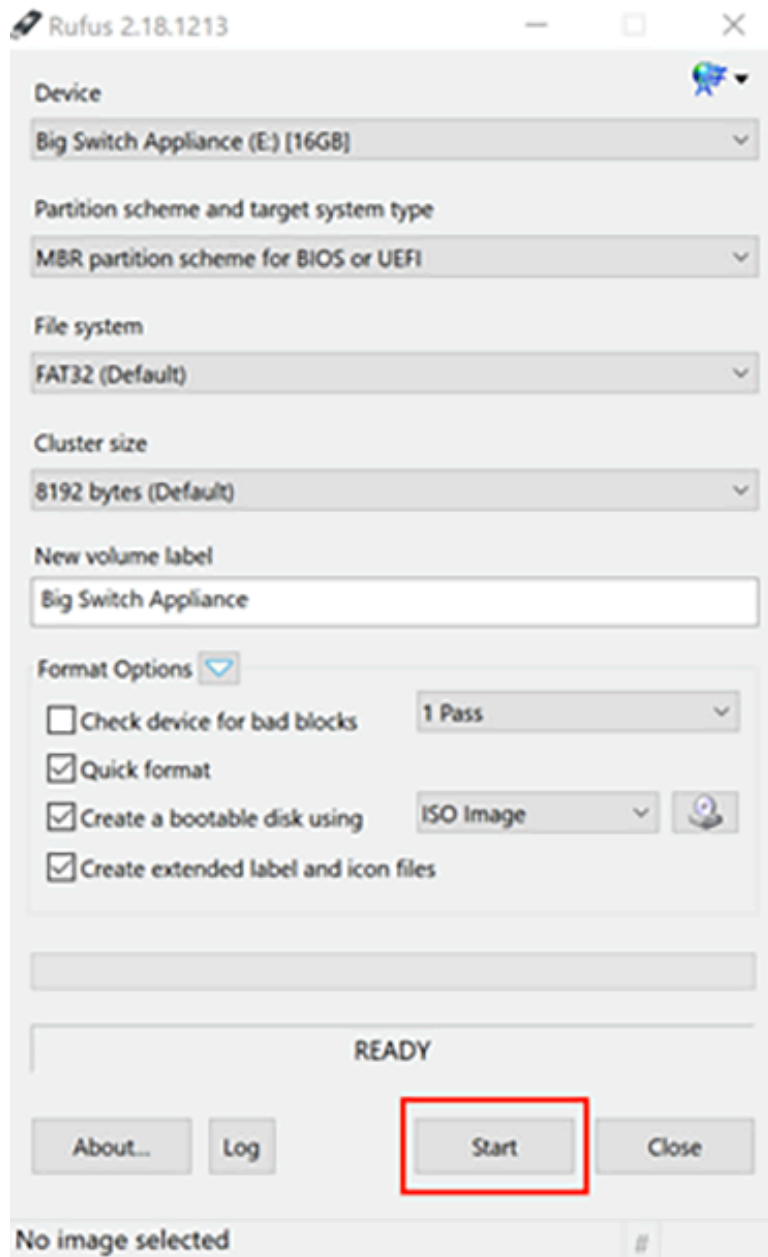 Rufus 2.18.1213
Device
Big Switch Appliance (E:) [16GB]
Partition scheme and target system type
MBR partition scheme for BIOS or UEFI
File system
FAT32 (Default)
Cluster size
8192 bytes (Default)
New volume label
Big Switch Appliance
Format Options
Check device for bad blocks 1 Pass
Quick format
Create a bootable disk using ISO Image
Create extended label and icon files
READY
About... Log Start Close
No image selected #